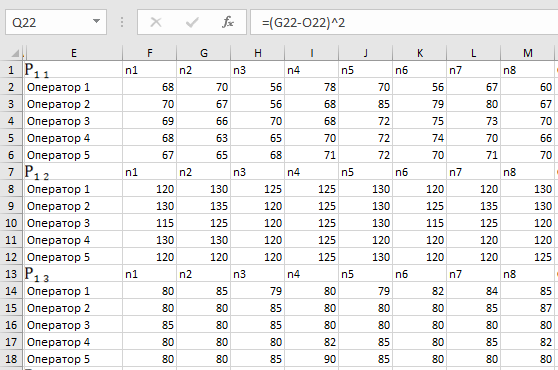 Q22 =(G22-O22)^2
E F G H I J K L M
1 P₁ ₁ n1 n2 n3 n4 n5 n6 n7 n8
2 Оператор 1 68 70 56 78 70 56 67 60
3 Оператор 2 70 67 56 68 85 79 80 67
4 Оператор 3 69 66 70 68 72 75 73 70
5 Оператор 4 68 63 65 70 72 74 70 66
6 Оператор 5 67 65 68 71 72 70 71 70
7 P₁ ₂ n1 n2 n3 n4 n5 n6 n7 n8
8 Оператор 1 120 130 125 125 130 120 120 130
9 Оператор 2 130 135 120 120 130 125 135 130
10 Оператор 3 115 125 120 125 130 120 125 120
11 Оператор 4 130 130 120 125 120 120 120 120
12 Оператор 5 120 120 120 125 130 120 120 125
13 P₁ ₃ n1 n2 n3 n4 n5 n6 n7 n8
14 Оператор 1 80 85 79 80 79 82 84 85
15 Оператор 2 80 80 80 80 85 80 85 87
16 Оператор 3 85 80 80 80 80 80 80 80
17 Оператор 4 80 80 80 82 85 80 85 82
18 Оператор 5 80 80 85 90 85 80 80 80